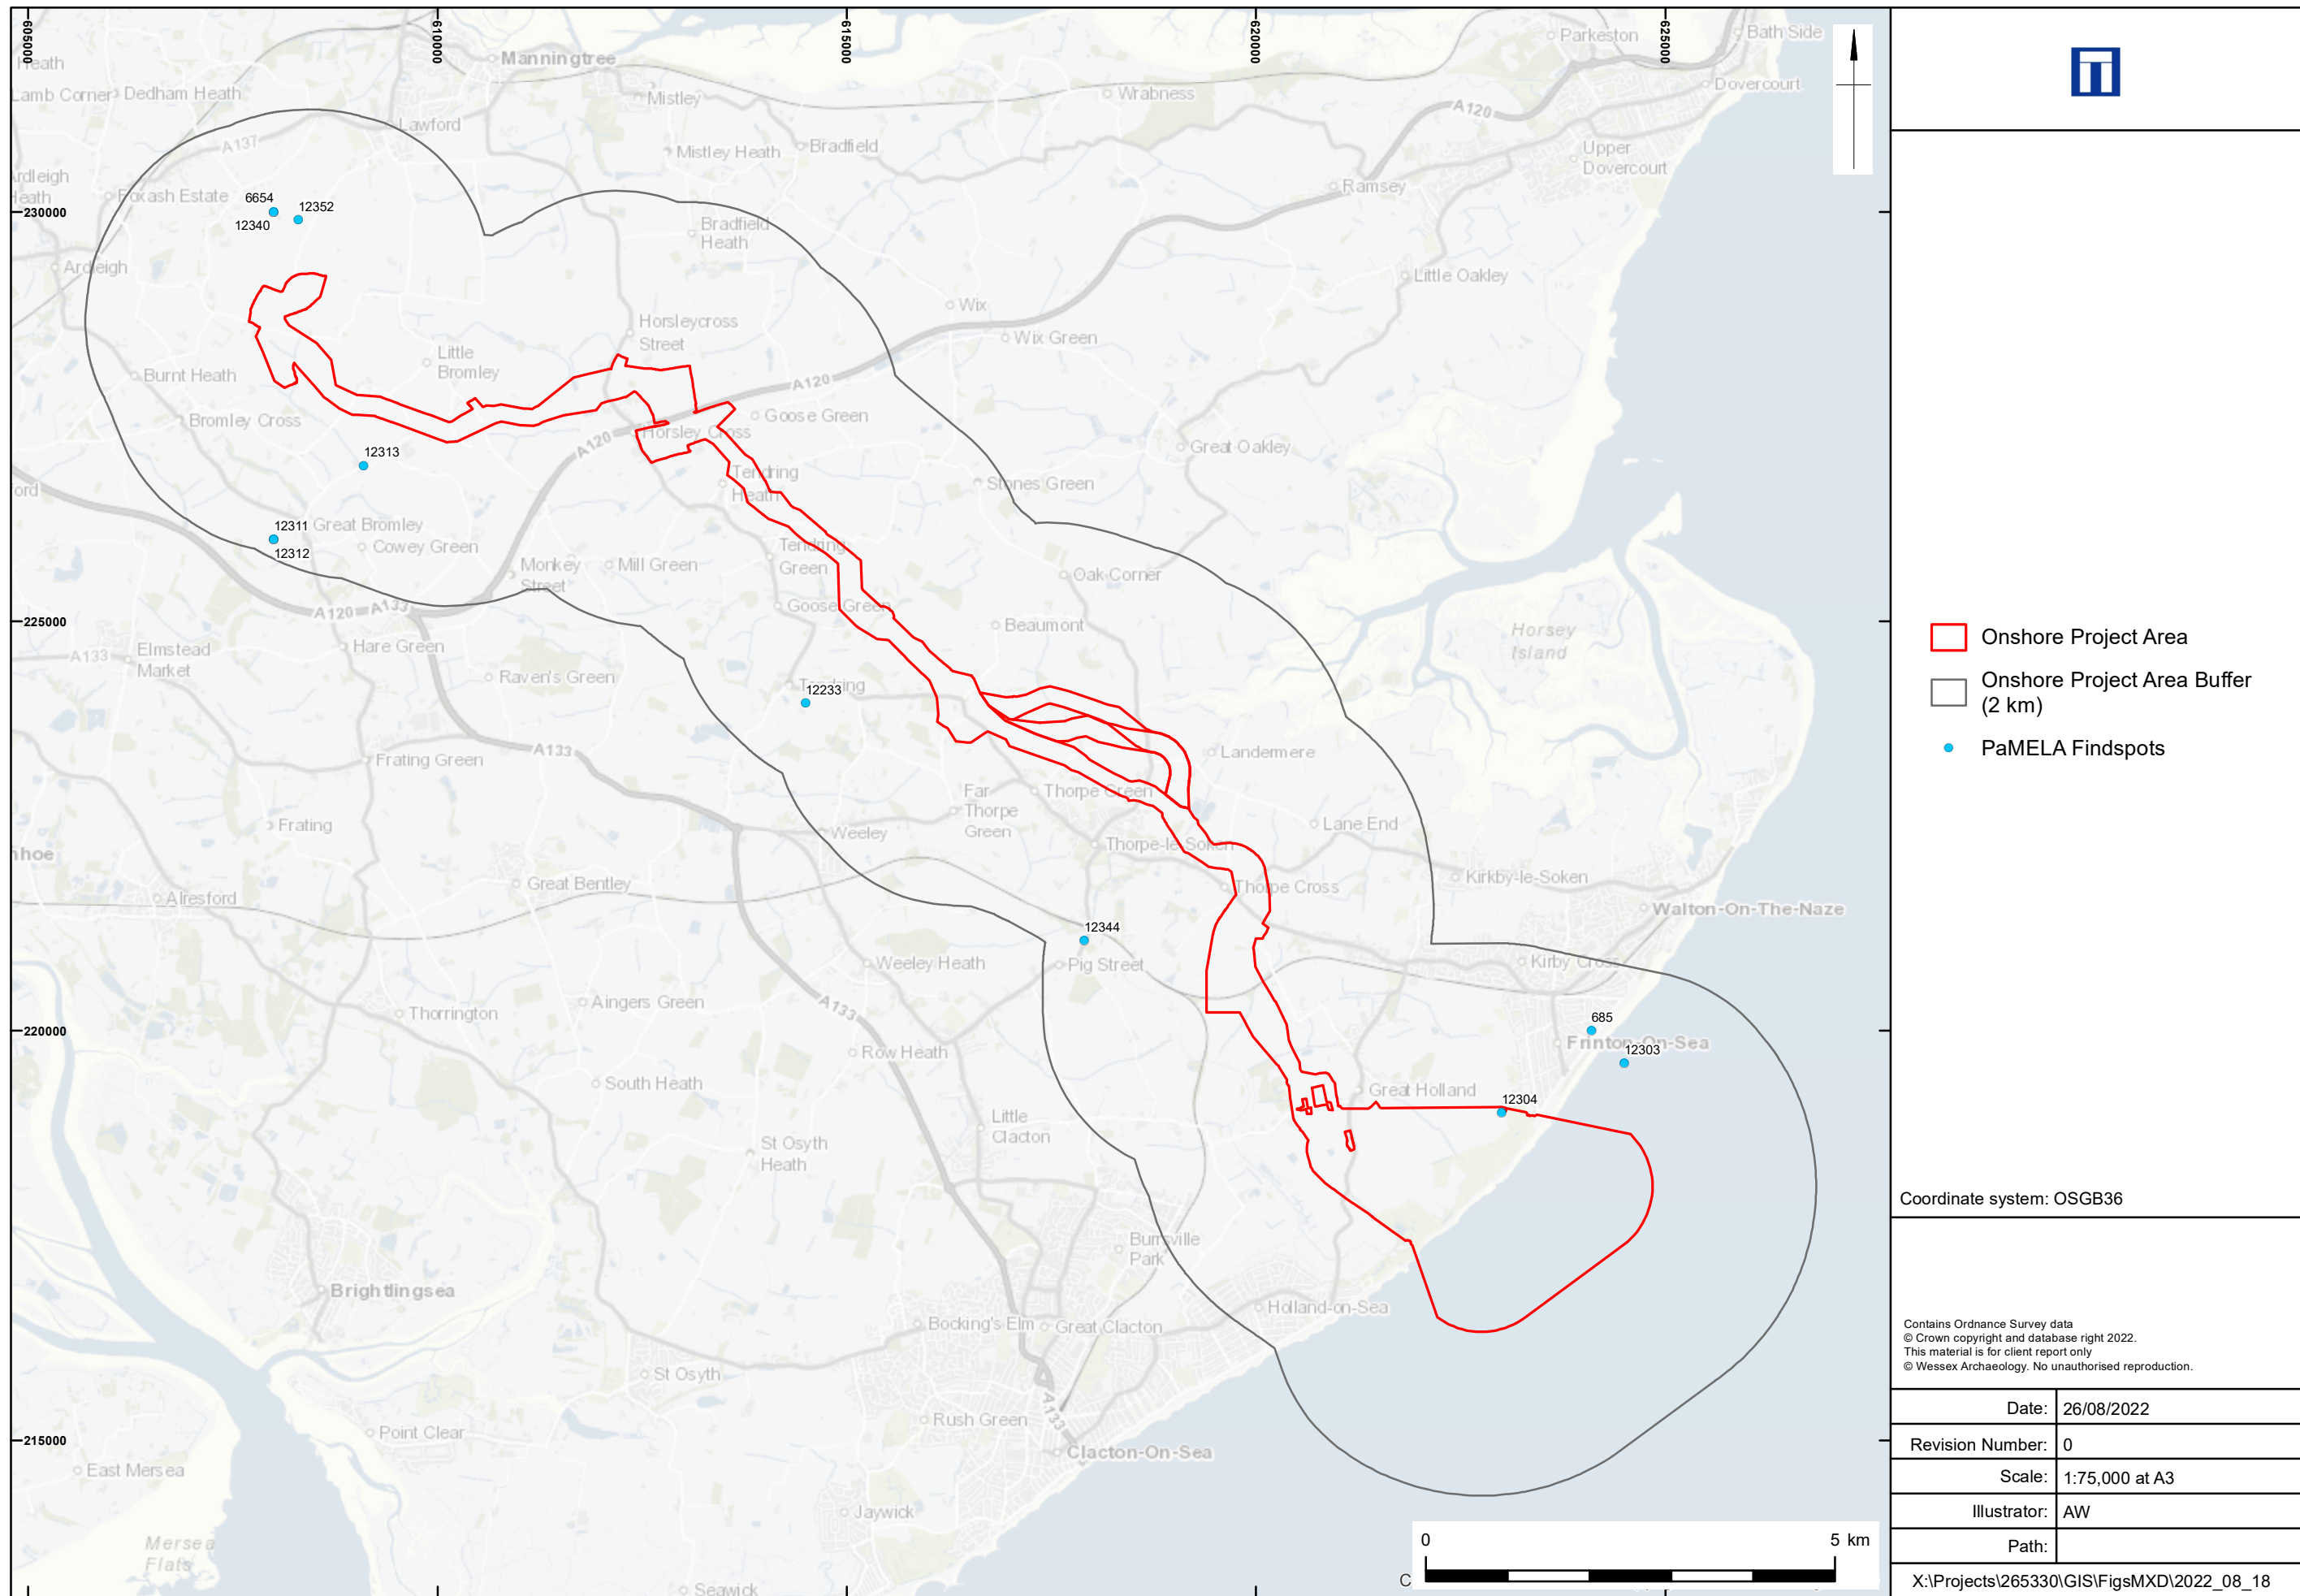 605000
610000
615000
620000
625000
Heath
Lamb Corner
Dedham Heath
Manningtree
Mistley
Lawford
A137
Wrabness
Parkeston
Bath Side
Dovercourt
A120
Mistley Heath
Bradfield
Upper
Dovercourt
Ramsey
Ardleigh
Heath
Foxash Estate
6654
12352
12340
230000
Bradfield
Heath
Ardleigh
Little Oakley
Wix
Wix Green
Horsleycross
Street
Little
Bromley
Burnt Heath
A120
Goose Green
Bromley Cross
Horsley Cross
A120
Great Oakley
12313
Tendring
Heath
Stones Green
ford
12311
Great Bromley
12312
Cowey Green
Monkey
Street
Mill Green
Tendring
Green
Oak Corner
A120
A133
Goose Green
225000
Beaumont
Horsey
Island
Hare Green
A133
Elmstead
Market
Raven's Green
Tendring
12233
A133
Frating Green
Landermere
Far
Thorpe
Green
Thorpe Green
Frating
Weeley
Lane End
Thorpe-le-Soken
nhoe
Great Bentley
Thorpe Cross
Kirkby-le-Soken
Alresford
Walton-On-The-Naze
12344
Pig Street
Weeley Heath
Kirby Cross
Aingers Green
A133
Thorrington
220000
685
Frinton-On-Sea
12303
Row Heath
South Heath
Great Holland
12304
Little
Clacton
St Osyth
Heath
Burrsville
Park
Brightlingsea
Holland-on-Sea
Bocking's Elm
Great Clacton
St Osyth
Rush Green
A133
Point Clear
215000
Clacton-On-Sea
East Mersea
Jaywick
Mersea
Flats
Seawick
0
5 km
C
Onshore Project Area
Onshore Project Area Buffer
(2 km)
PaMELA Findspots
Coordinate system: OSGB36
Contains Ordnance Survey data
© Crown copyright and database right 2022.
This material is for client report only
© Wessex Archaeology. No unauthorised reproduction.
Date: 26/08/2022
Revision Number: 0
Scale: 1:75,000 at A3
Illustrator: AW
Path:
X:\Projects\265330\GIS\FigsMXD\2022_08_18